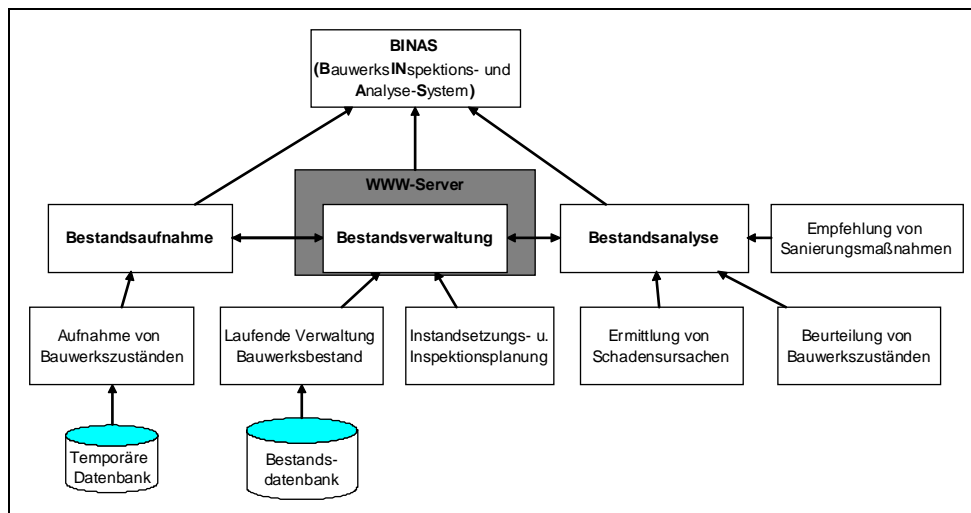 BINAS
(BauwerksINspektions- und
Analyse-System)
WWW-Server
Bestandsaufnahme
Bestandsverwaltung
Bestandsanalyse
Empfehlung von
Sanierungsmaßnahmen
Aufnahme von
Bauwerkszuständen
Laufende Verwaltung
Bauwerksbestand
Instandsetzungs- u.
Inspektionsplanung
Ermittlung von
Schadensursachen
Beurteilung von
Bauwerkszuständen
Temporäre
Datenbank
Bestands-
datenbank